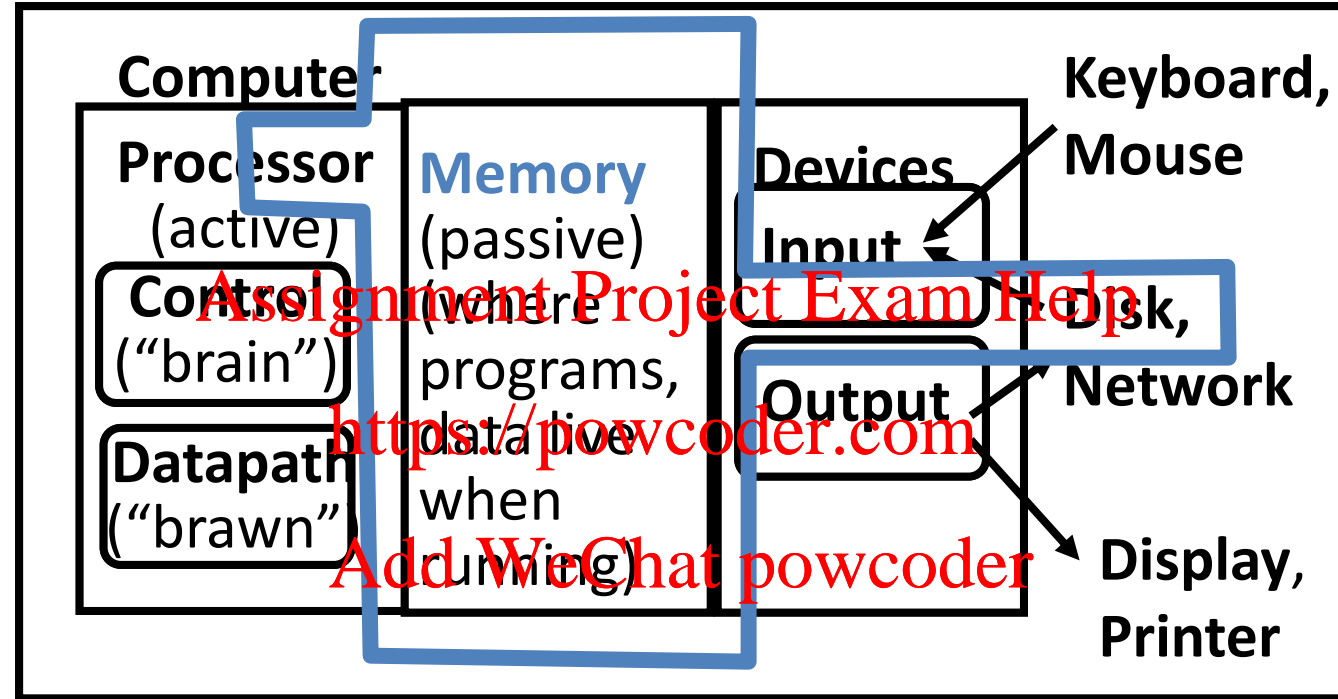 Computer
Processor
(active)
Control
(“brain”)
Datapath
(“brawn”)
Memory
(passive)
(where
programs,
data live
when
running)
Devices
Input
Output
Keyboard,
Mouse
Disk,
Network
Display,
Printer
Assignment Project Exam Help
https://powcoder.com
Add WeChat powcoder